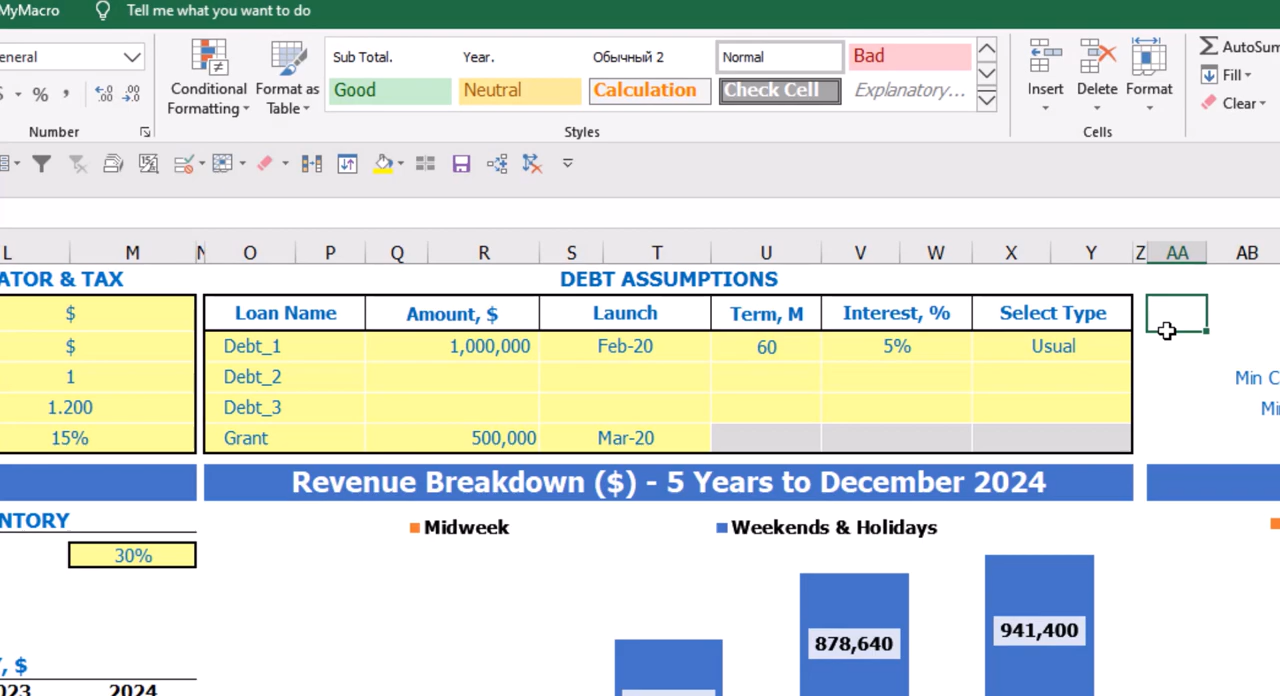 MyMacro Tell me what you want to do
eneral
Conditional Formatting
Format as Table
Sub Total. Year. Обычный 2 Normal Bad
Good Neutral Calculation Check Cell Explanatory...
Insert Delete Format
AutoSum
Fill
Clear
% ,
Number Styles Cells
L M N O P Q R S T U V W X Y Z AA AB
ATOR & TAX DEBT ASSUMPTIONS
$ Loan Name Amount, $ Launch Term, M Interest, % Select Type
$ Debt_1 1,000,000 Feb-20 60 5% Usual
1 Debt_2 Min C
1.200 Debt_3 Mi
15% Grant 500,000 Mar-20
Revenue Breakdown ($) - 5 Years to December 2024
NTORY
Midweek Weekends & Holidays
30%
878,640 941,400
, $
023 2024